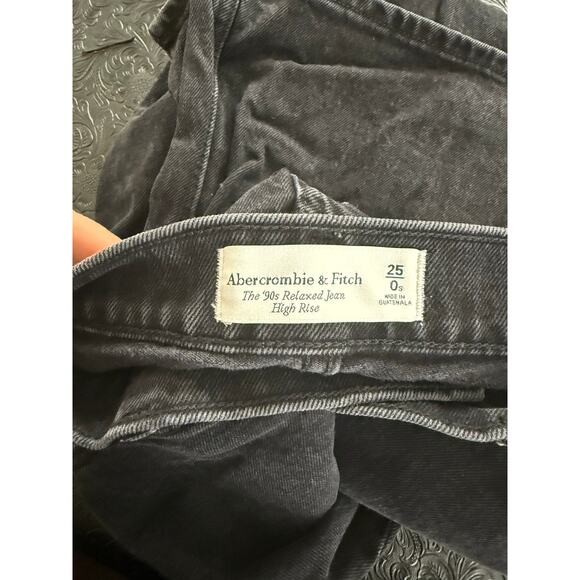 Abercrombie & Fitch
The '90s Relaxed Jean
High Rise
25
0s
MADE IN
GUATEMALA